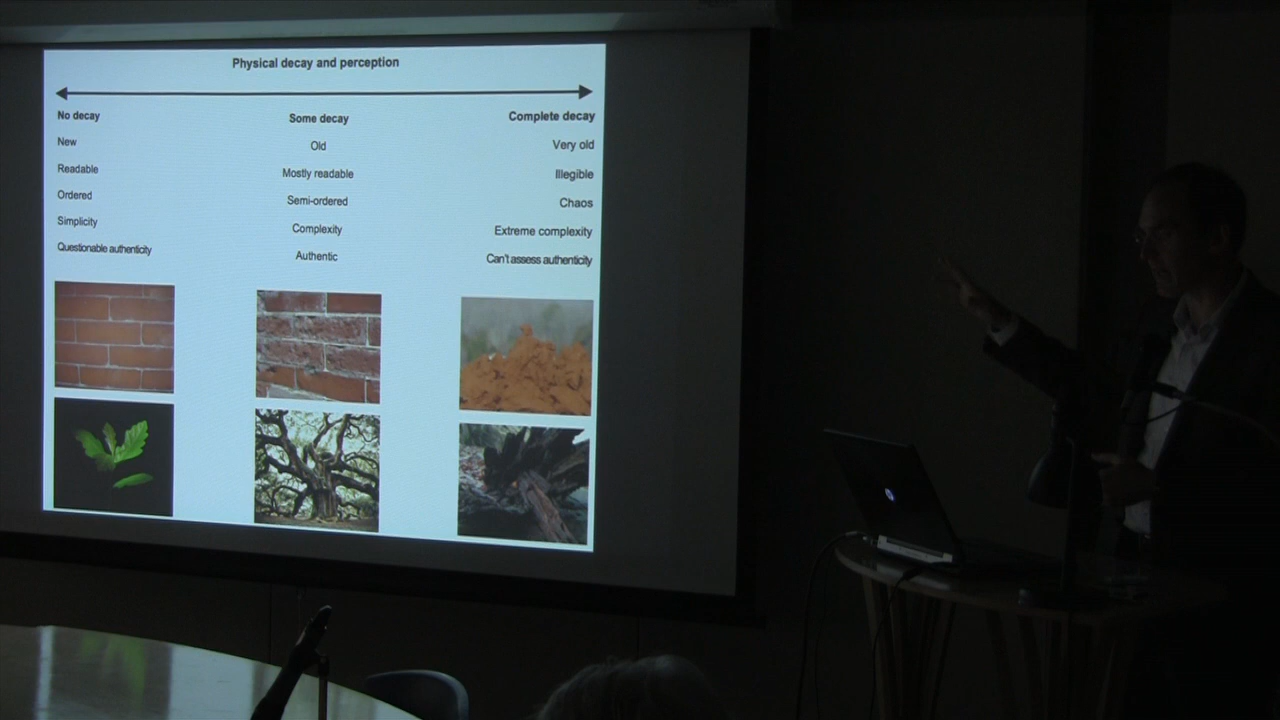 Physical decay and perception
No decay
New
Readable
Ordered
Simplicity
Questionable authenticity
Some decay
Old
Mostly readable
Semi-ordered
Complexity
Authentic
Complete decay
Very old
Illegible
Chaos
Extreme complexity
Can't assess authenticity